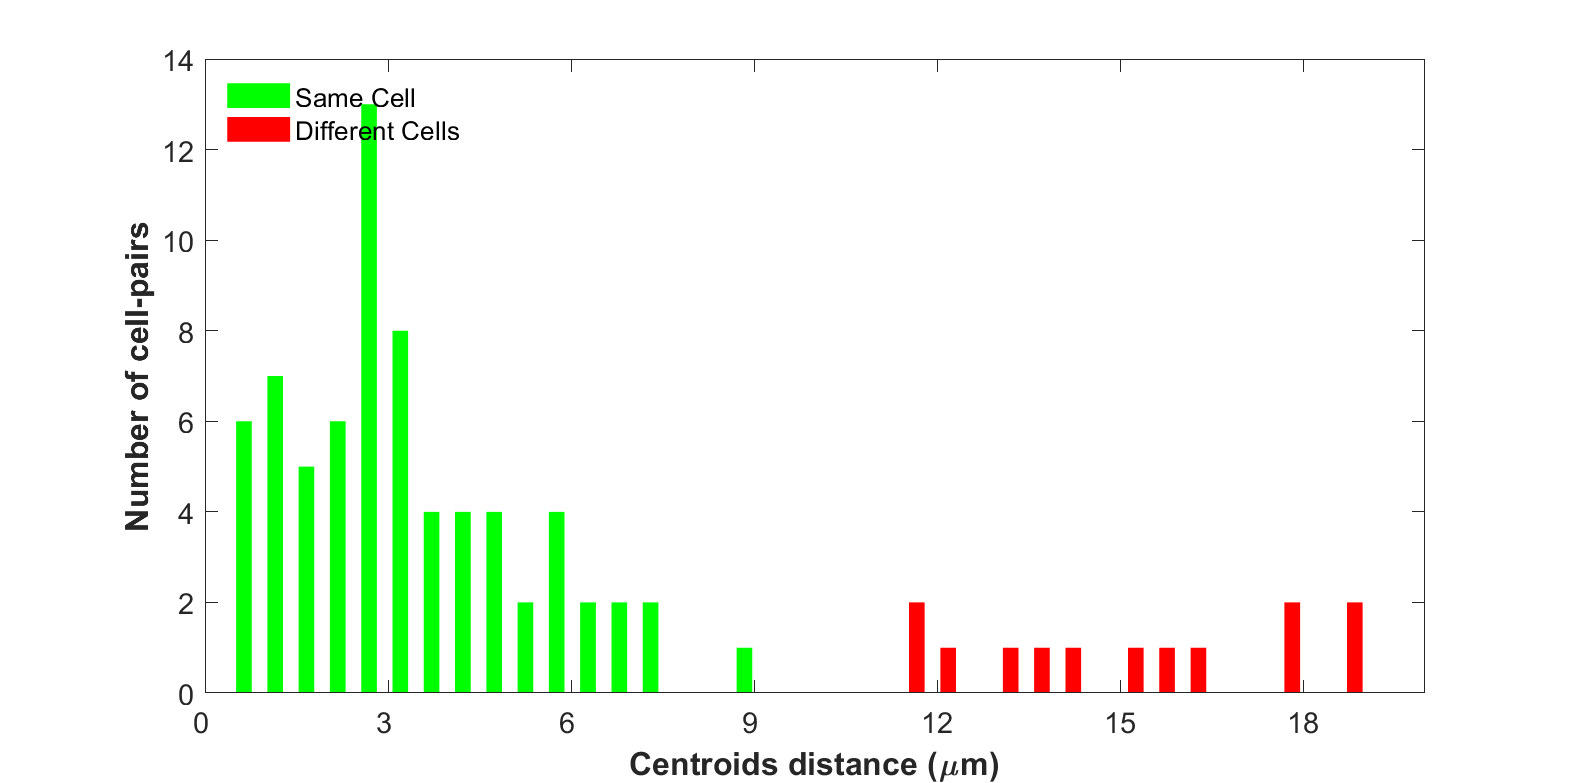 14
12
10
8
6
4
2
0
Same Cell
Different Cells
Number of cell-pairs
0 3 6 9 12 15 18
Centroids distance (μm)